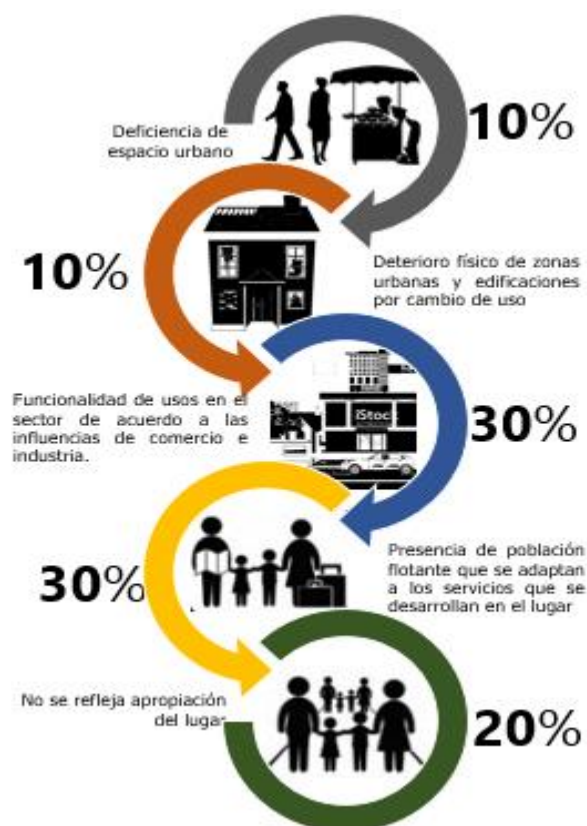 10%
Deficiencia de
espacio urbano
10%
Deterioro físico de zonas
urbanas y edificaciones
por cambio de uso
Funcionalidad de usos en el
sector de acuerdo a las
influencias de comercio e
industria.
iStoc
30%
30%
Presencia de población
flotante que se adaptan
a los servicios que se
desarrollan en el lugar
No se refleja apropiación
del lugar
20%